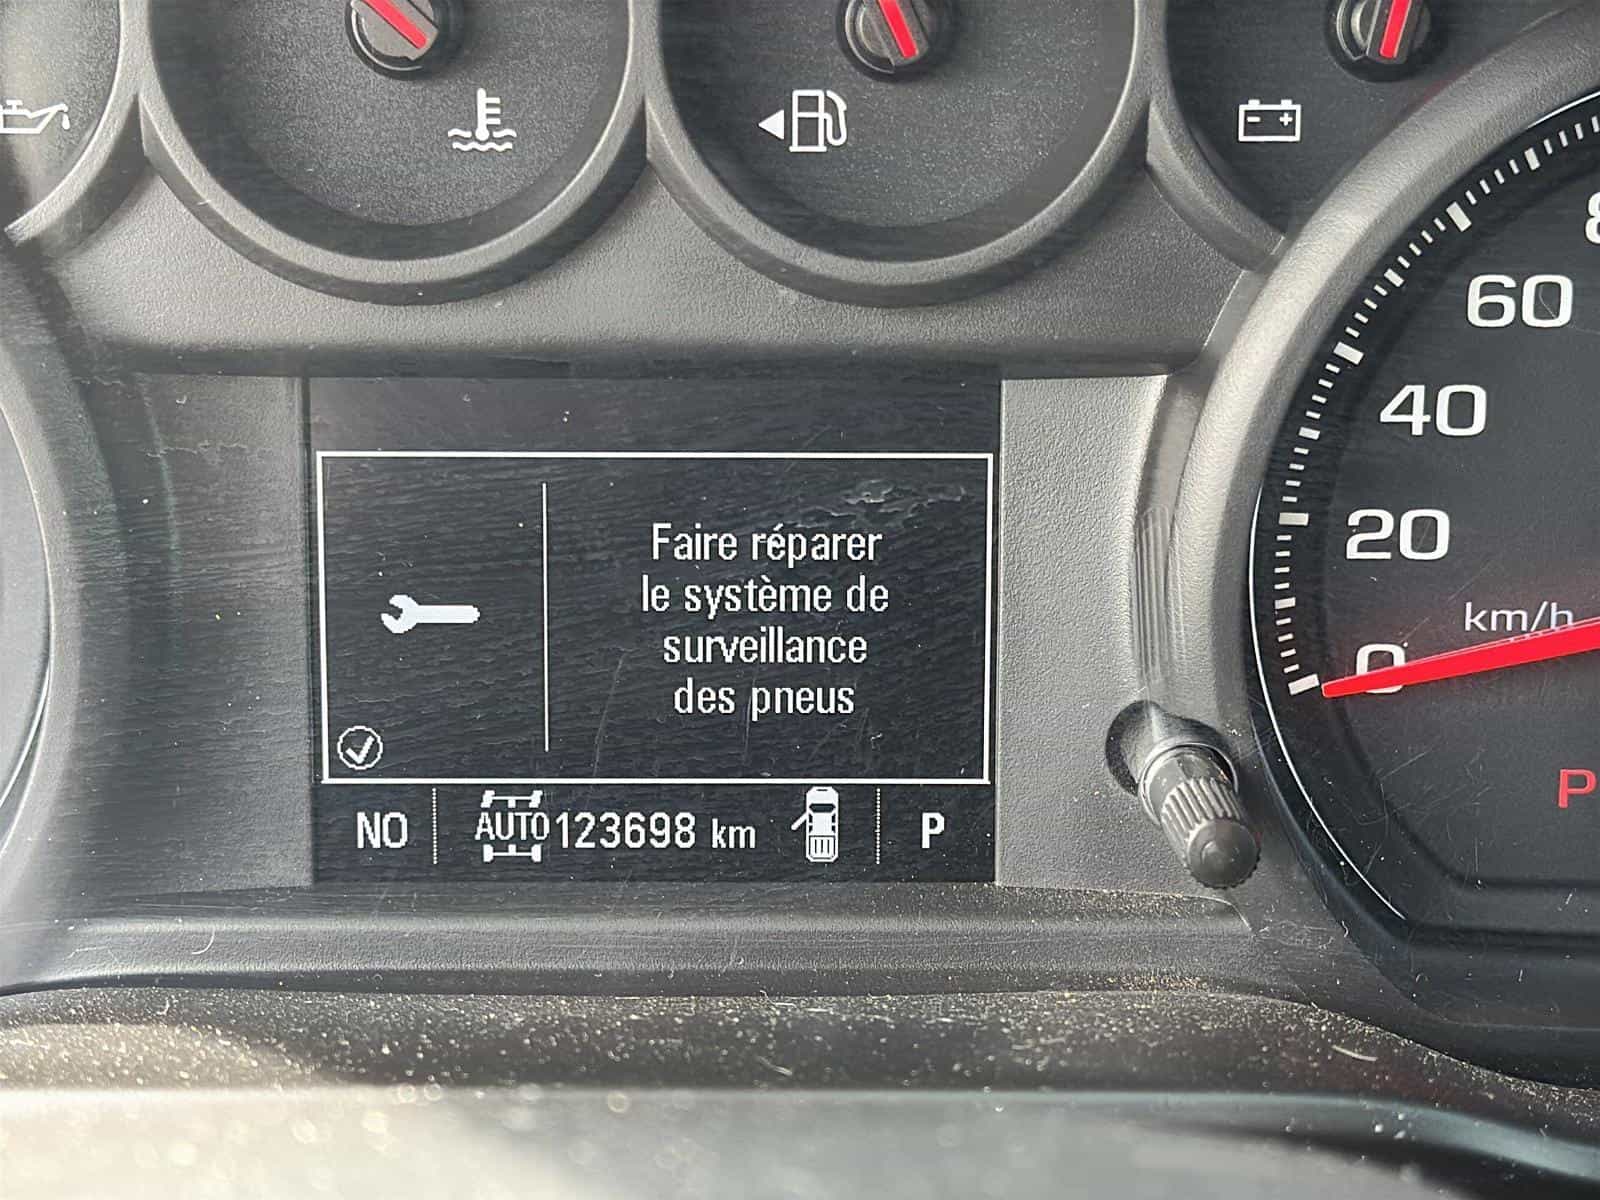 60
40
20
km/h
0
Faire réparer
le système de
surveillance
des pneus
NO AUTO 123698 km P
P